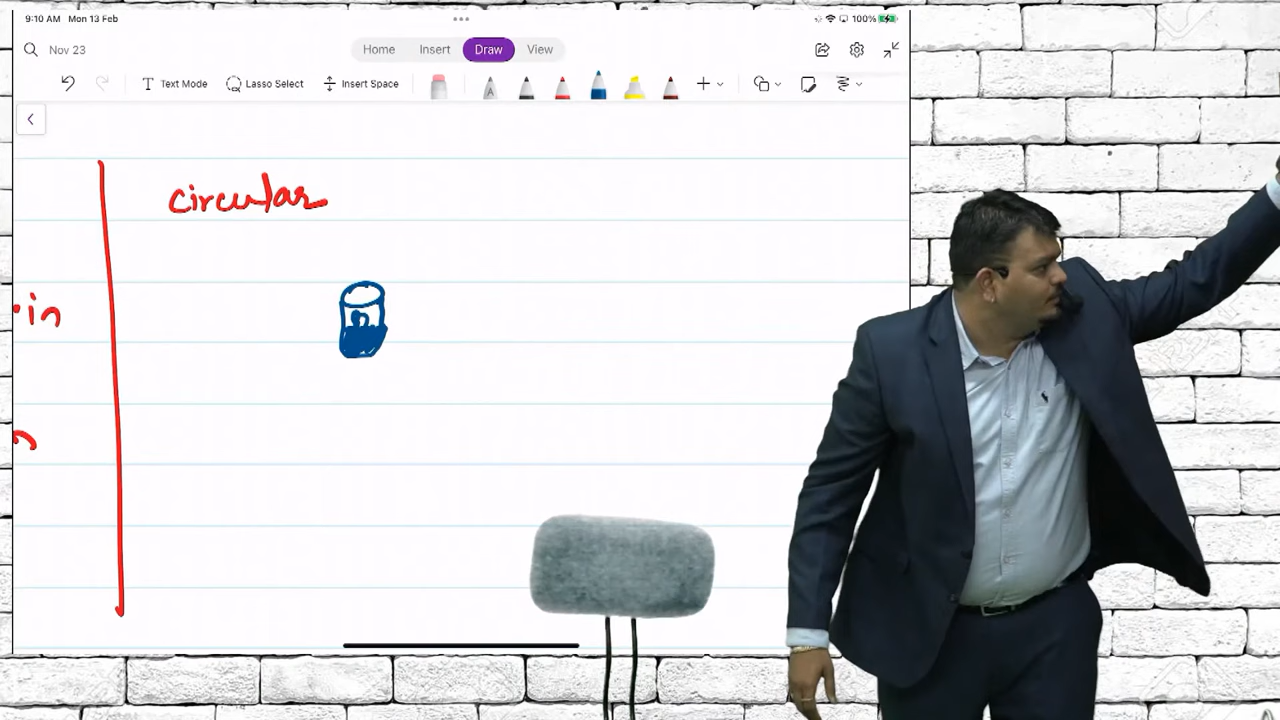 9:10 AM Mon 13 Feb
100%
Nov 23
Home Insert Draw View
Text Mode Lasso Select Insert Space
circular
in